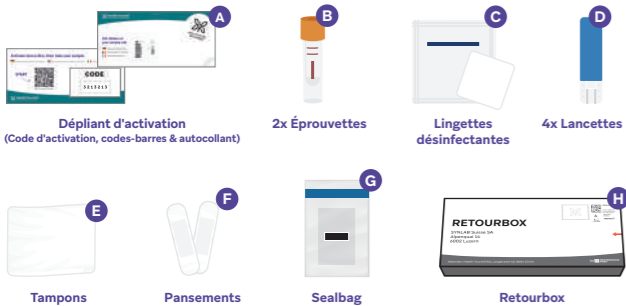 A
B
C
D
CODE
3213213
Dépliant d'activation
(Code d'activation, codes-barres & autocollant)
2x Éprouvettes
Lingettes
désinfectantes
4x Lancettes
E
F
G
H
RETOURBOX
SYNLAB Suisse SA
Alpenquai 14
6002 Luzern
Tampons
Pansements
Sealbag
Retourbox